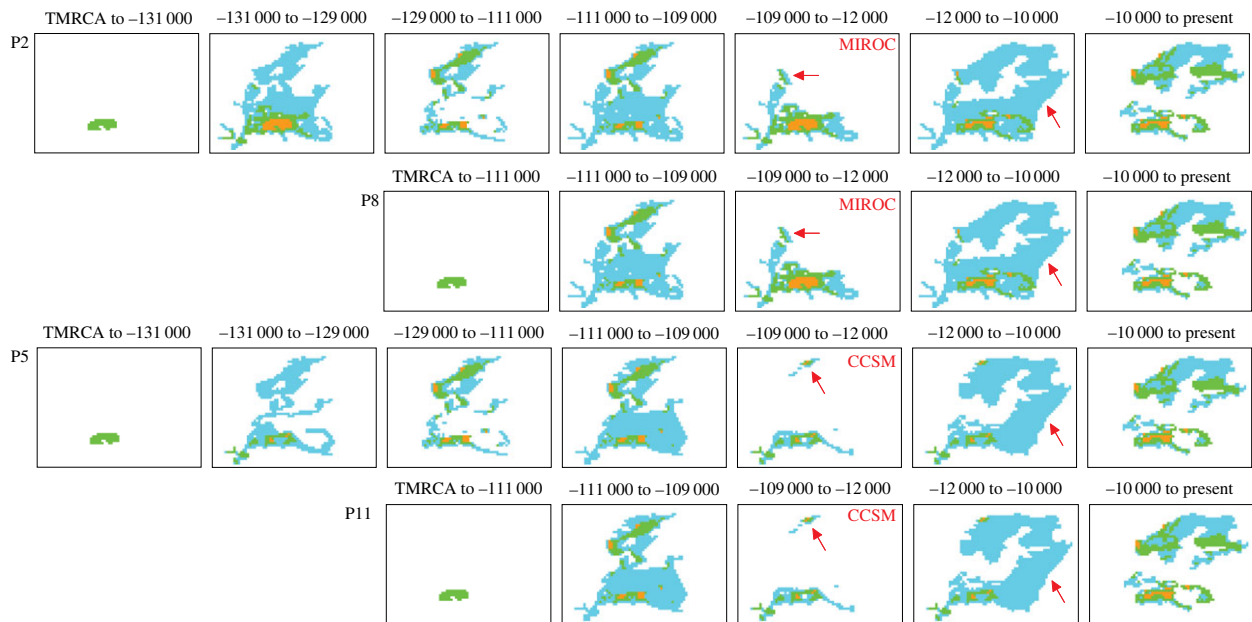 TMRCA to –131 000 –131 000 to –129 000 –129 000 to –111 000 –111 000 to –109 000 –109 000 to –12 000 –12 000 to –10 000 –10 000 to present
P2
MIROC
TMRCA to –111 000 –111 000 to –109 000 –109 000 to –12 000 –12 000 to –10 000 –10 000 to present
P8
MIROC
TMRCA to –131 000 –131 000 to –129 000 –129 000 to –111 000 –111 000 to –109 000 –109 000 to –12 000 –12 000 to –10 000 –10 000 to present
P5
CCSM
TMRCA to –111 000 –111 000 to –109 000 –109 000 to –12 000 –12 000 to –10 000 –10 000 to present
P11
CCSM